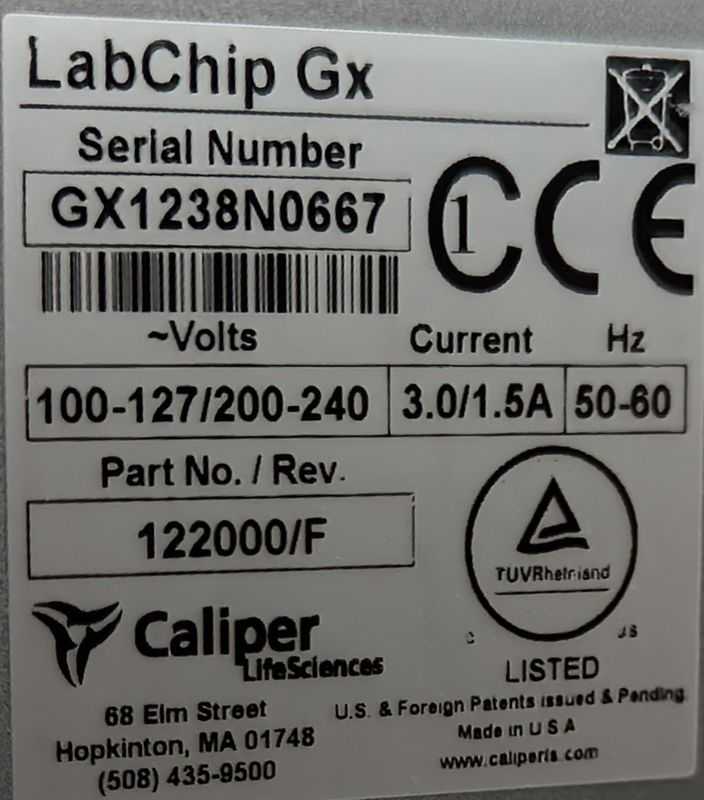 LabChip Gx
Serial Number
GX1238N0667
1
CE
~Volts Current Hz
100-127/200-240 3.0/1.5A 50-60
Part No. / Rev.
122000/F
TUVRheinland
C US
LISTED
Caliper
LifeSciences
68 Elm Street
Hopkinton, MA 01748
(508) 435-9500
U.S. & Foreign Patents issued & Pending
Made in U S A
www.caliperls.com